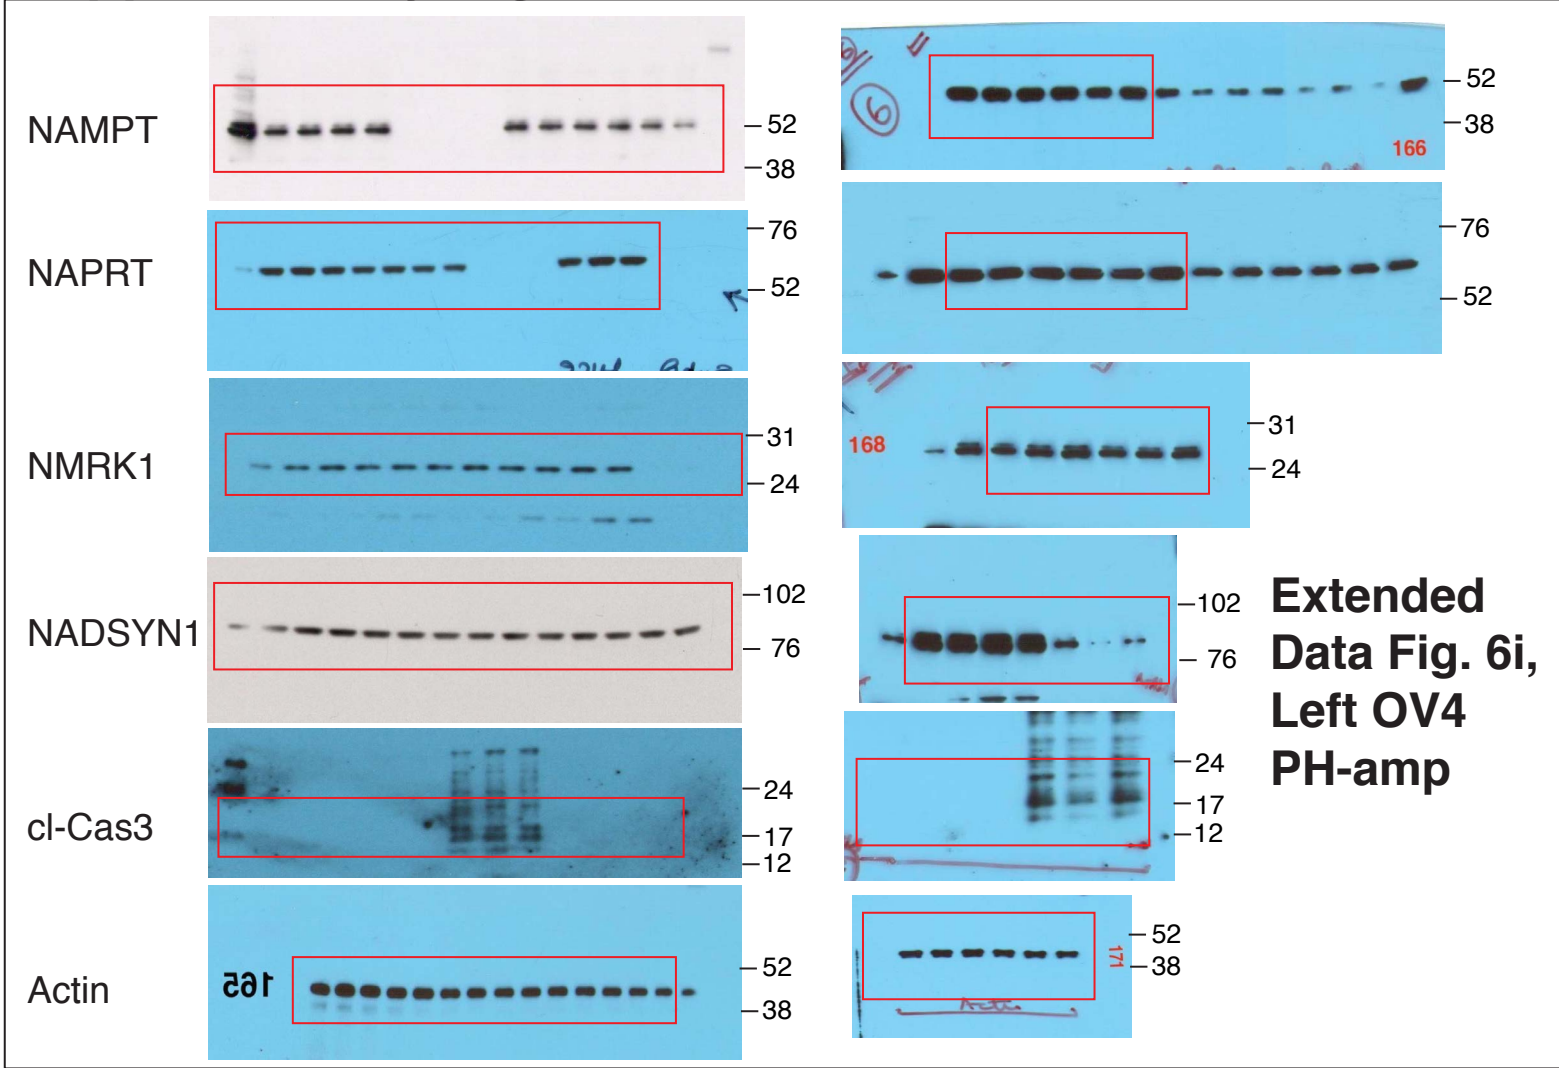 NAMPT
52
38
6
52
38
166
NAPRT
76
52
76
52
NMRK1
31
24
168
31
24
NADSYN1
102
76
102
76
Extended
Data Fig. 6i,
Left OV4
PH-amp
cl-Cas3
24
17
12
24
17
12
Actin
165
52
38
52
38
171
Actin